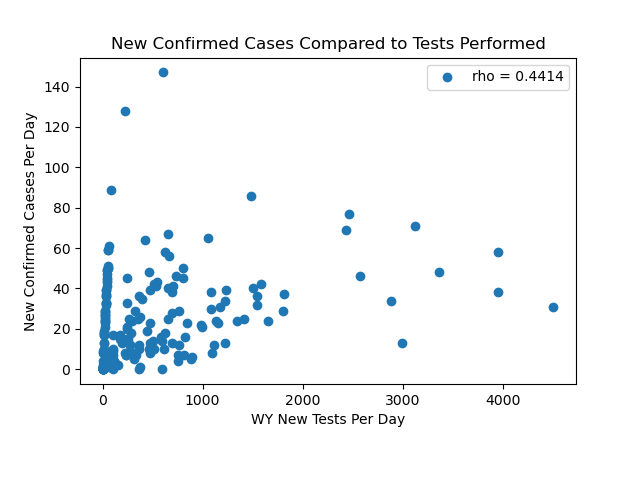 New Confirmed Cases Compared to Tests Performed
rho = 0.4414
New Confirmed Caeses Per Day
140
120
100
80
60
40
20
0
0 1000 2000 3000 4000
WY New Tests Per Day